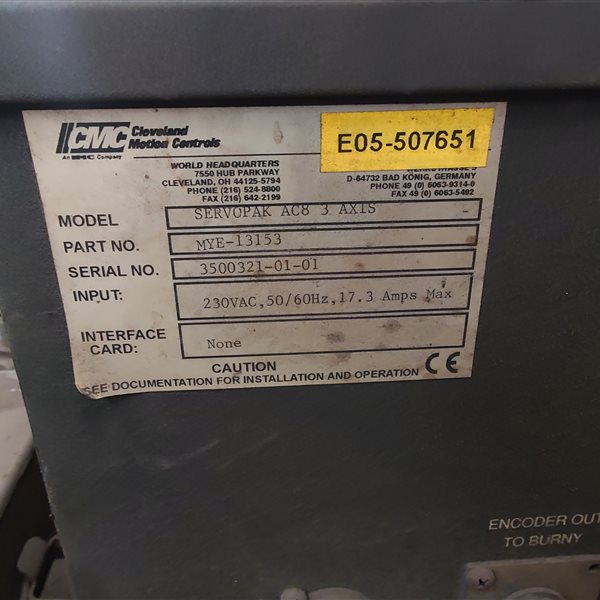 CMC Cleveland
Motion Controls
An IMC Company
E05-507651
WORLD HEADQUARTERS
7550 HUB PARKWAY
CLEVELAND, OH 44125-5794
PHONE (216) 524-8800
FAX (216) 642-2199
D-64732 BAD KÖNIG, GERMANY
PHONE 49 (0) 6063-9314-0
FAX 49 (0) 6063-5492
MODEL SERVOPAK AC8 3 AXIS
PART NO. MYE-13153
SERIAL NO. 3500321-01-01
INPUT: 230VAC,50/60Hz,17.3 Amps Max
INTERFACE
CARD: None
CAUTION CE
SEE DOCUMENTATION FOR INSTALLATION AND OPERATION
ENCODER OUT
TO BURNY